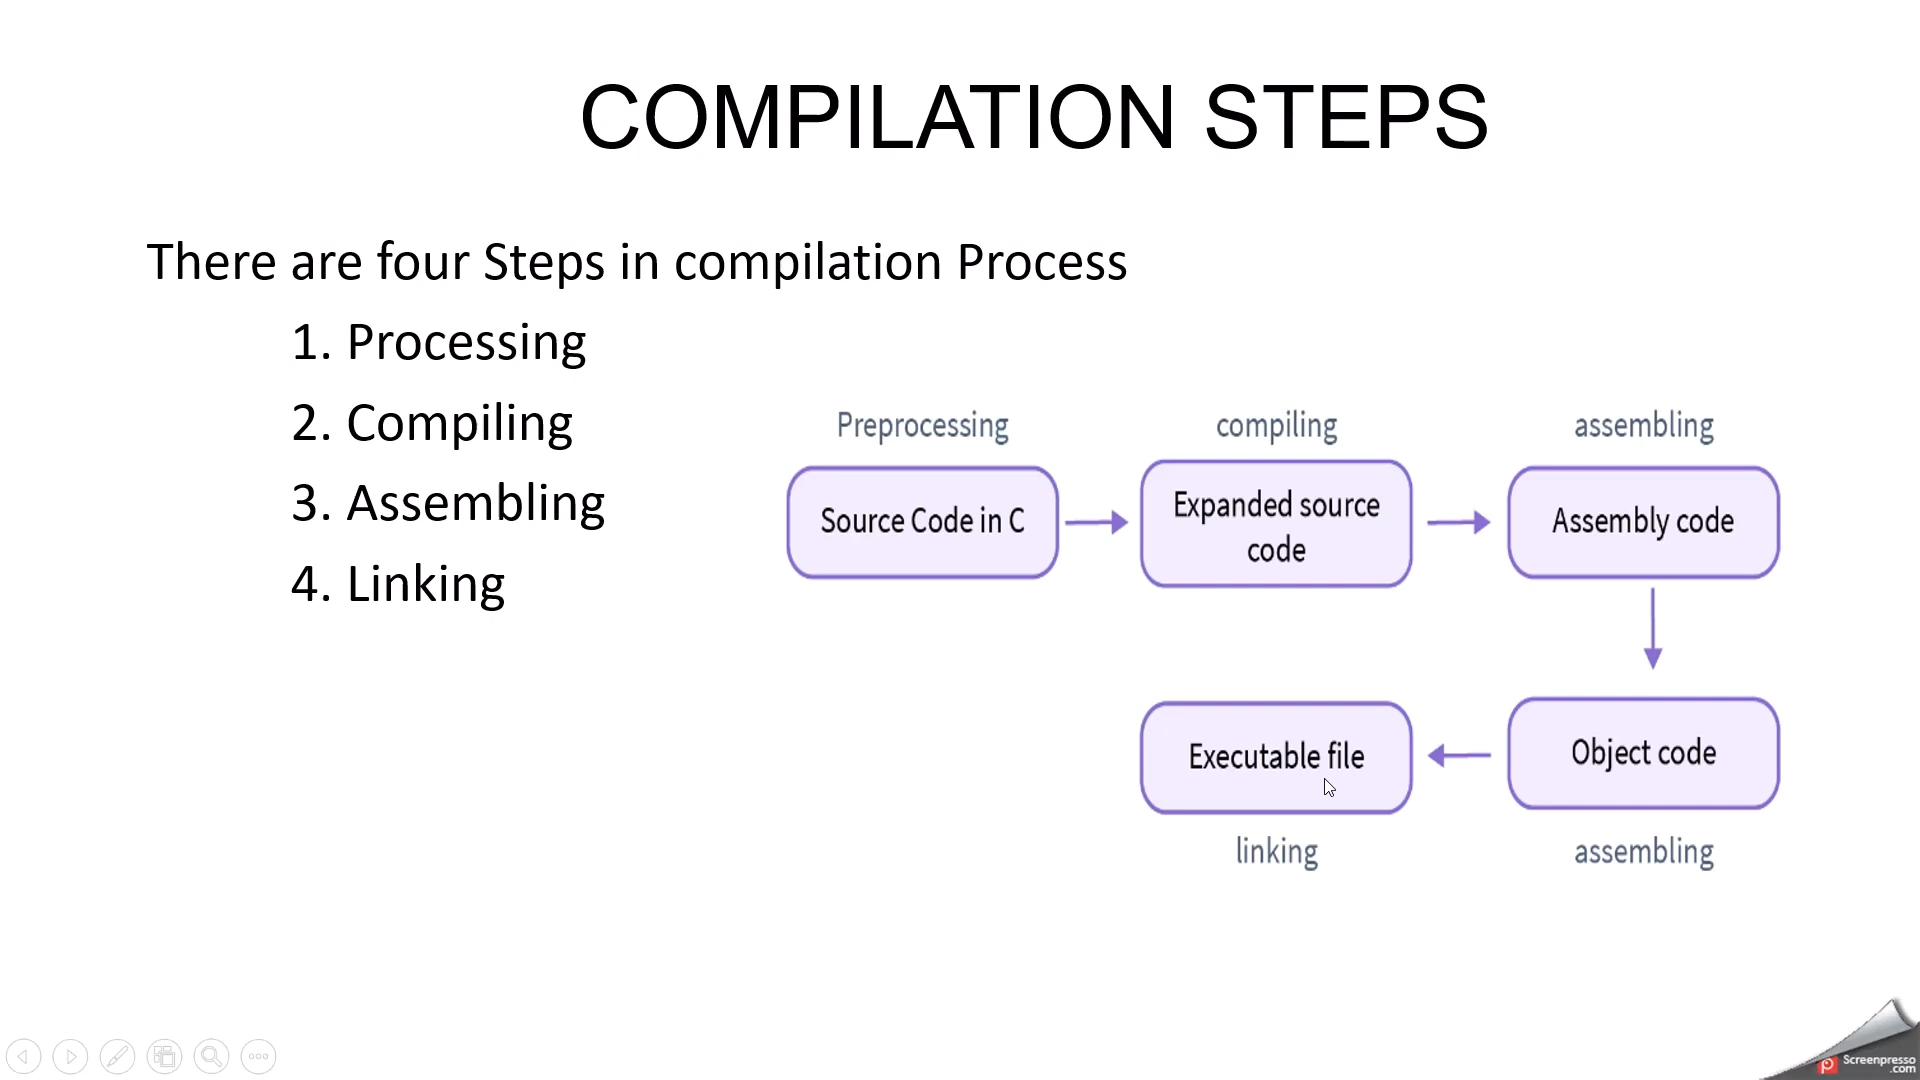 COMPILATION STEPS
There are four Steps in compilation Process
1. Processing
2. Compiling
3. Assembling
4. Linking
Preprocessing
compiling
assembling
Source Code in C
Expanded source
code
Assembly code
Executable file
Object code
linking
assembling
Screenpresso
.com